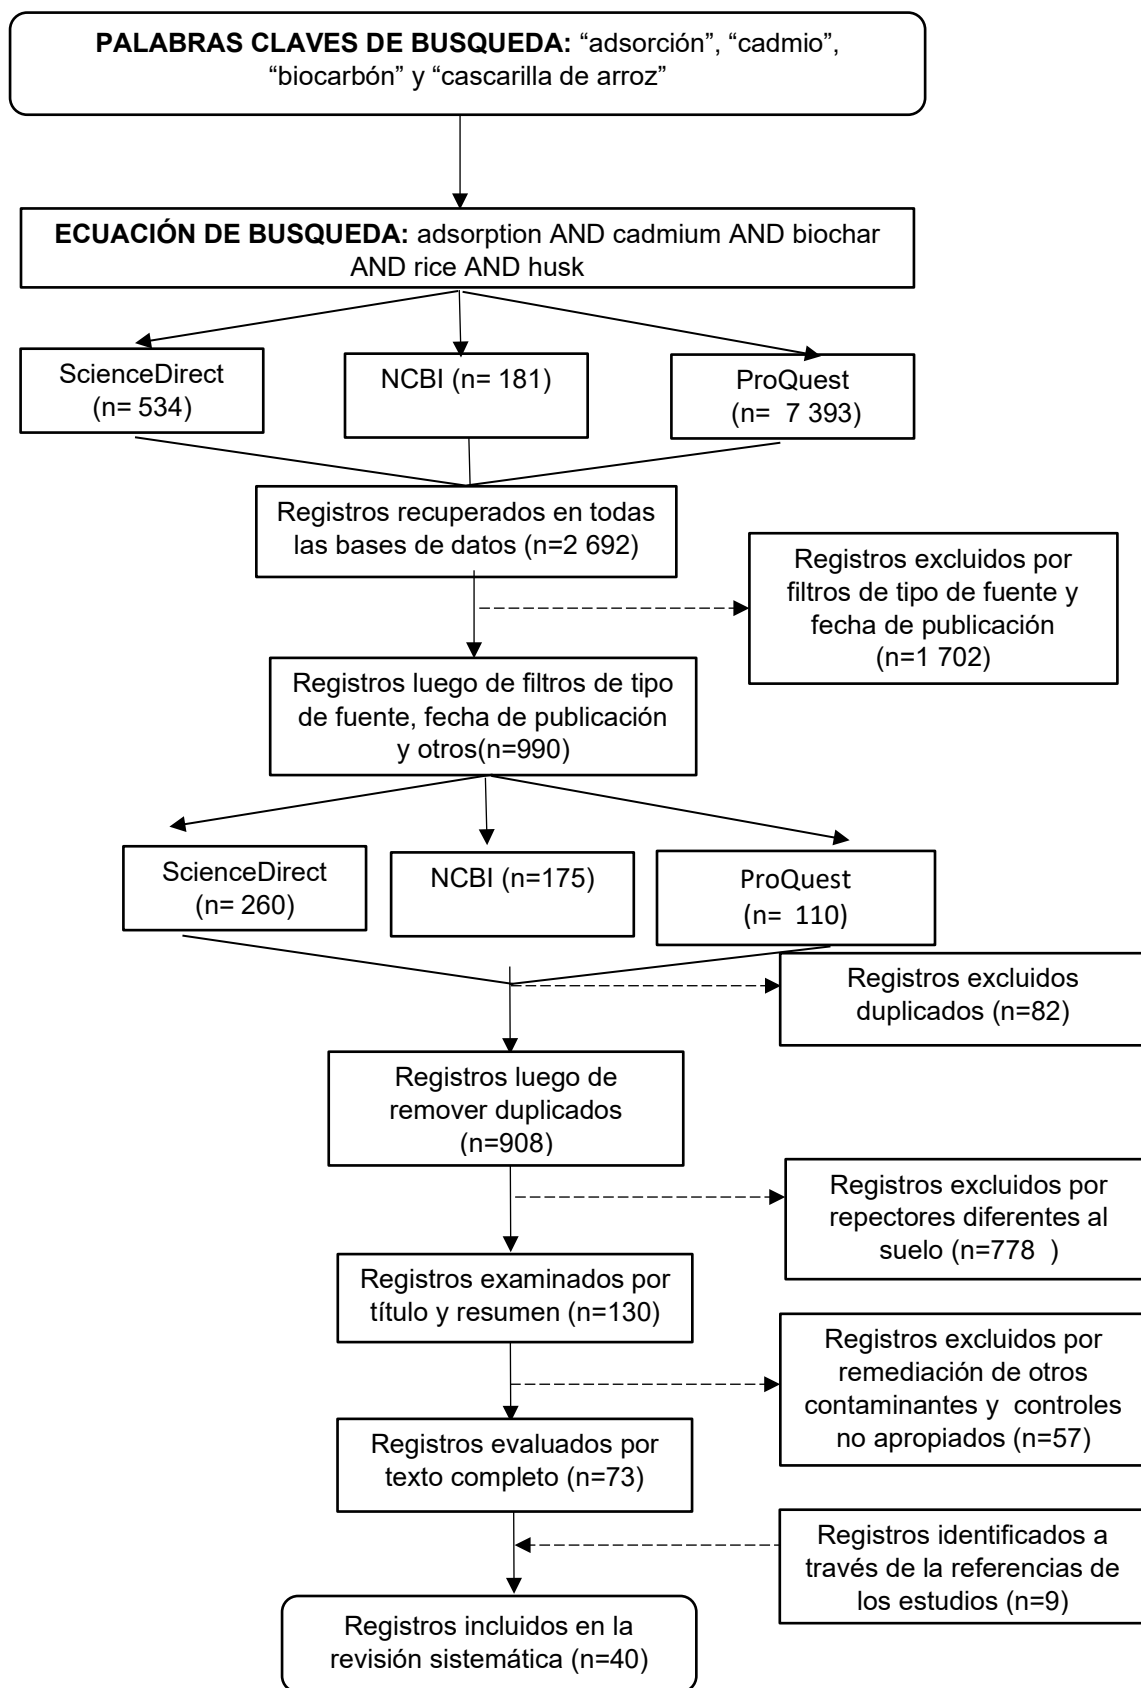 PALABRAS CLAVES DE BUSQUEDA: “adsorción”, “cadmio”,
“biocarbón” y “cascarilla de arroz”
ECUACIÓN DE BUSQUEDA: adsorption AND cadmium AND biochar
AND rice AND husk
ScienceDirect
(n= 534)
NCBI (n= 181)
ProQuest
(n=  7 393)
Registros recuperados en todas
las bases de datos (n=2 692)
Registros excluidos por
filtros de tipo de fuente y
fecha de publicación
(n=1 702)
Registros luego de filtros de tipo
de fuente, fecha de publicación
y otros(n=990)
ScienceDirect
(n= 260)
NCBI (n=175)
ProQuest
(n=  110)
Registros excluidos
duplicados (n=82)
Registros luego de
remover duplicados
(n=908)
Registros excluidos por
repectores diferentes al
suelo (n=778  )
Registros examinados por
título y resumen (n=130)
Registros excluidos por
remediación de otros
contaminantes y  controles
no apropiados (n=57)
Registros evaluados por
texto completo (n=73)
Registros identificados a
través de la referencias de
los estudios (n=9)
Registros incluidos en la
revisión sistemática (n=40)